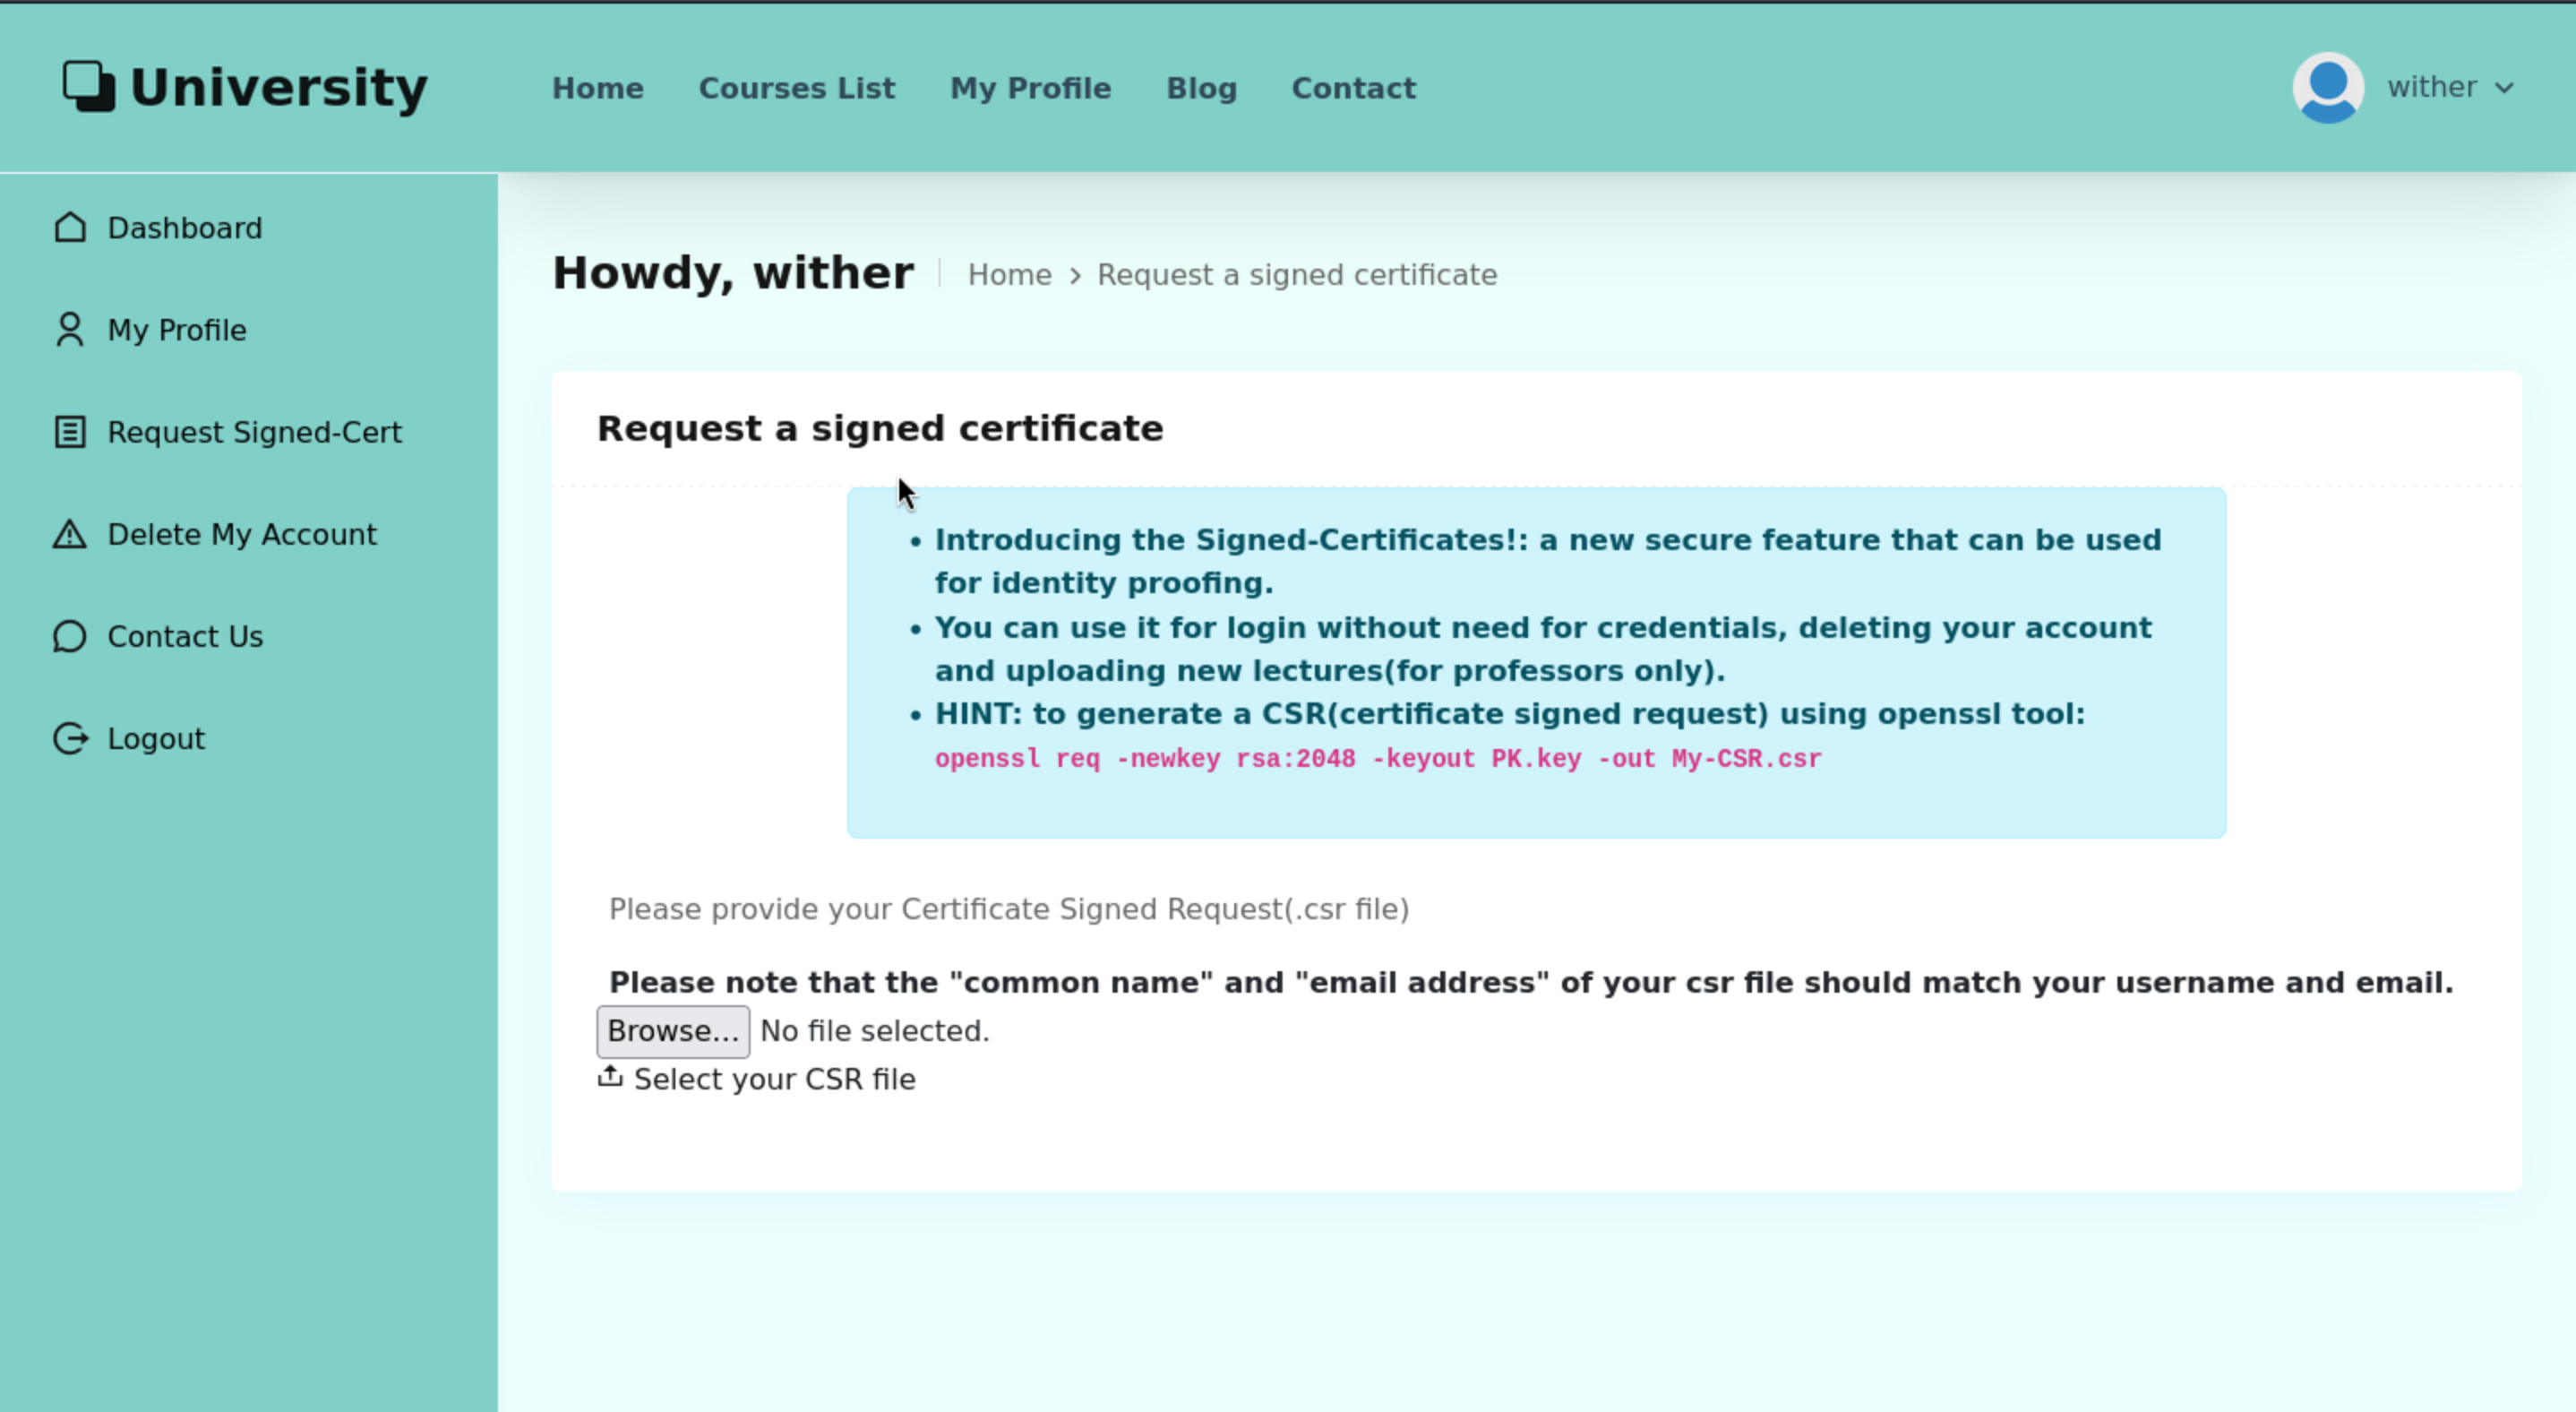 University
Home
Courses List
My Profile
Blog
Contact
wither
Dashboard
My Profile
Request Signed-Cert
Delete My Account
Contact Us
Logout
Howdy, wither
Home > Request a signed certificate
Request a signed certificate
• Introducing the Signed-Certificates!: a new secure feature that can be used
for identity proofing.
• You can use it for login without need for credentials, deleting your account
and uploading new lectures(for professors only).
• HINT: to generate a CSR(certificate signed request) using openssl tool:
openssl req -newkey rsa:2048 -keyout PK.key -out My-CSR.csr
Please provide your Certificate Signed Request(.csr file)
Please note that the "common name" and "email address" of your csr file should match your username and email.
Browse... No file selected.
Select your CSR file